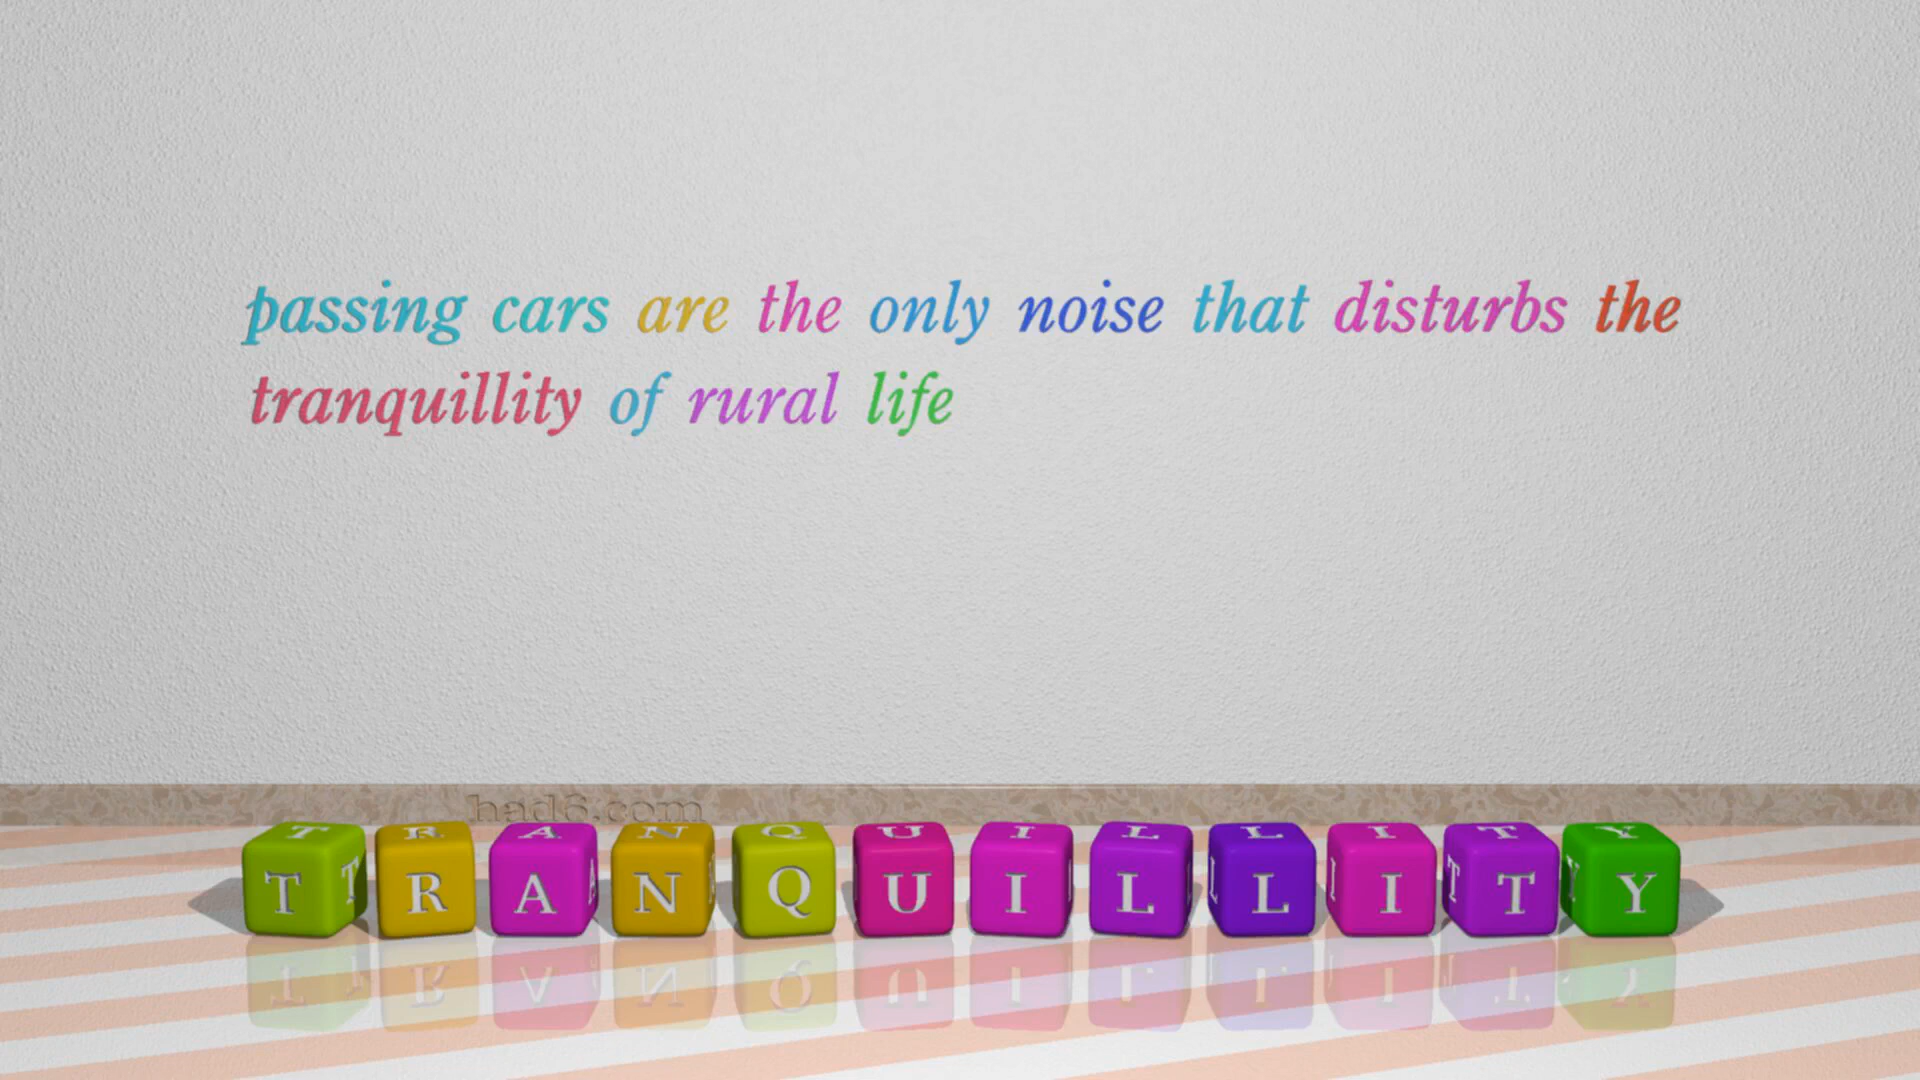 passing cars are the only noise that disturbs the
tranquillity of rural life
had6.com
TRANQUILLITY